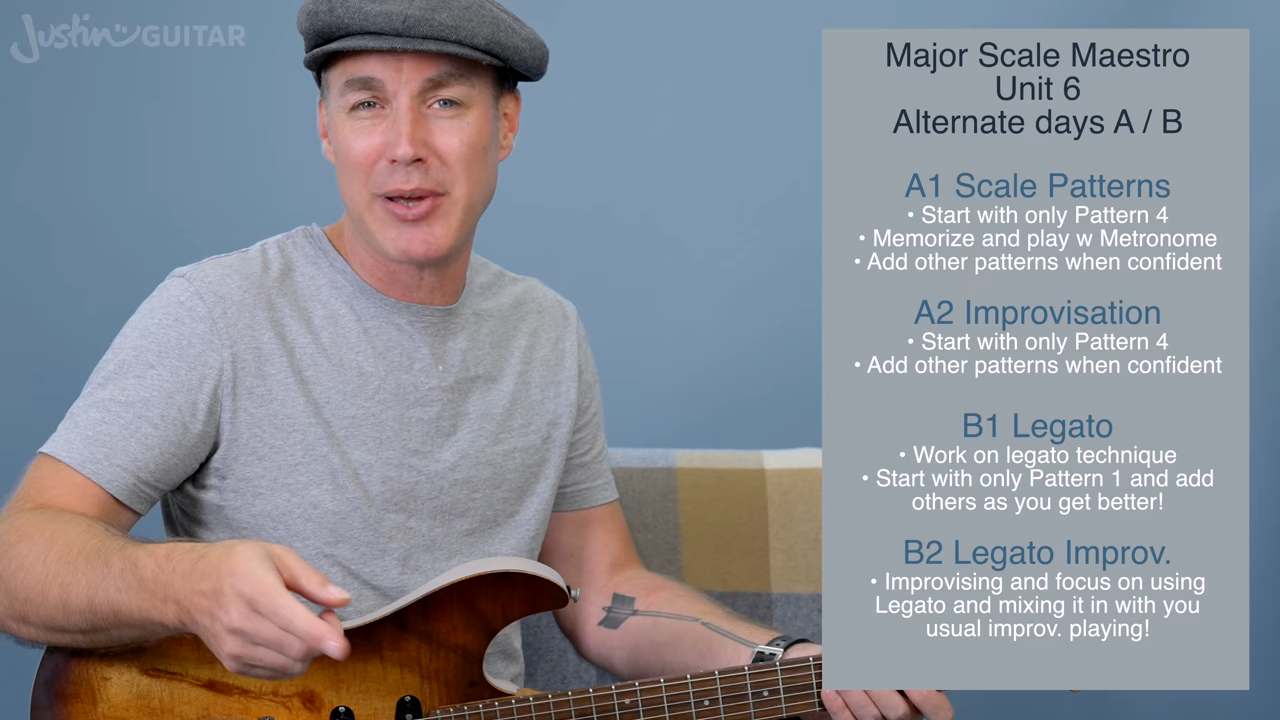 Justin GUITAR
Major Scale Maestro
Unit 6
Alternate days A / B
A1 Scale Patterns
• Start with only Pattern 4
• Memorize and play w Metronome
• Add other patterns when confident
A2 Improvisation
• Start with only Pattern 4
• Add other patterns when confident
B1 Legato
• Work on legato technique
• Start with only Pattern 1 and add
others as you get better!
B2 Legato Improv.
• Improvising and focus on using
Legato and mixing it in with you
usual improv. playing!